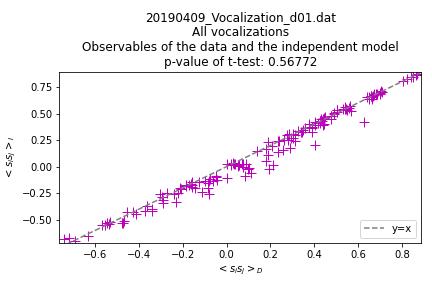 20190409_Vocalization_d01.dat
All vocalizations
Observables of the data and the independent model
p-value of t-test: 0.56772
0.75
0.50
0.25
0.00
−0.25
−0.50
< sᵢsⱼ >_I
y=x
−0.6 −0.4 −0.2 0.0 0.2 0.4 0.6 0.8
< sᵢsⱼ >_D